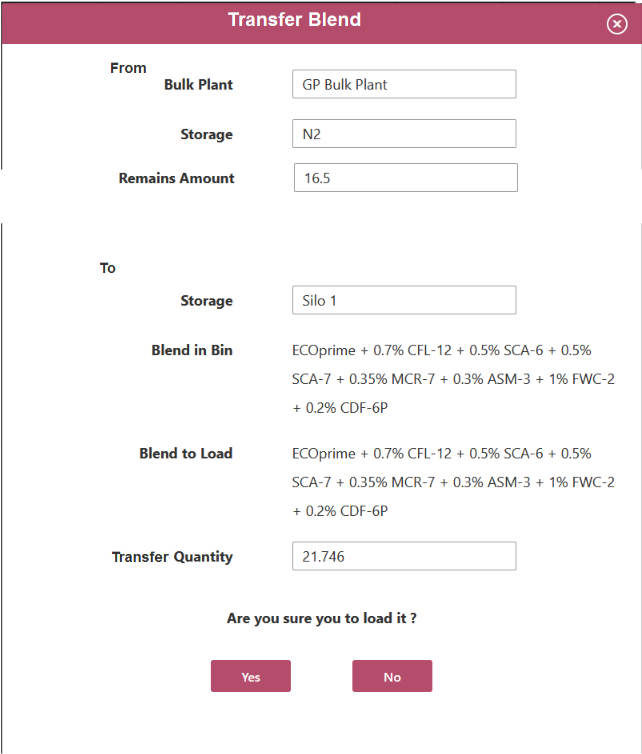 Transfer Blend
From
Bulk Plant GP Bulk Plant
Storage N2
Remains Amount 16.5
To
Storage Silo 1
Blend in Bin ECOprime + 0.7% CFL-12 + 0.5% SCA-6 + 0.5%
SCA-7 + 0.35% MCR-7 + 0.3% ASM-3 + 1% FWC-2
+ 0.2% CDF-6P
Blend to Load ECOprime + 0.7% CFL-12 + 0.5% SCA-6 + 0.5%
SCA-7 + 0.35% MCR-7 + 0.3% ASM-3 + 1% FWC-2
+ 0.2% CDF-6P
Transfer Quantity 21.746
Are you sure you to load it ?
Yes No